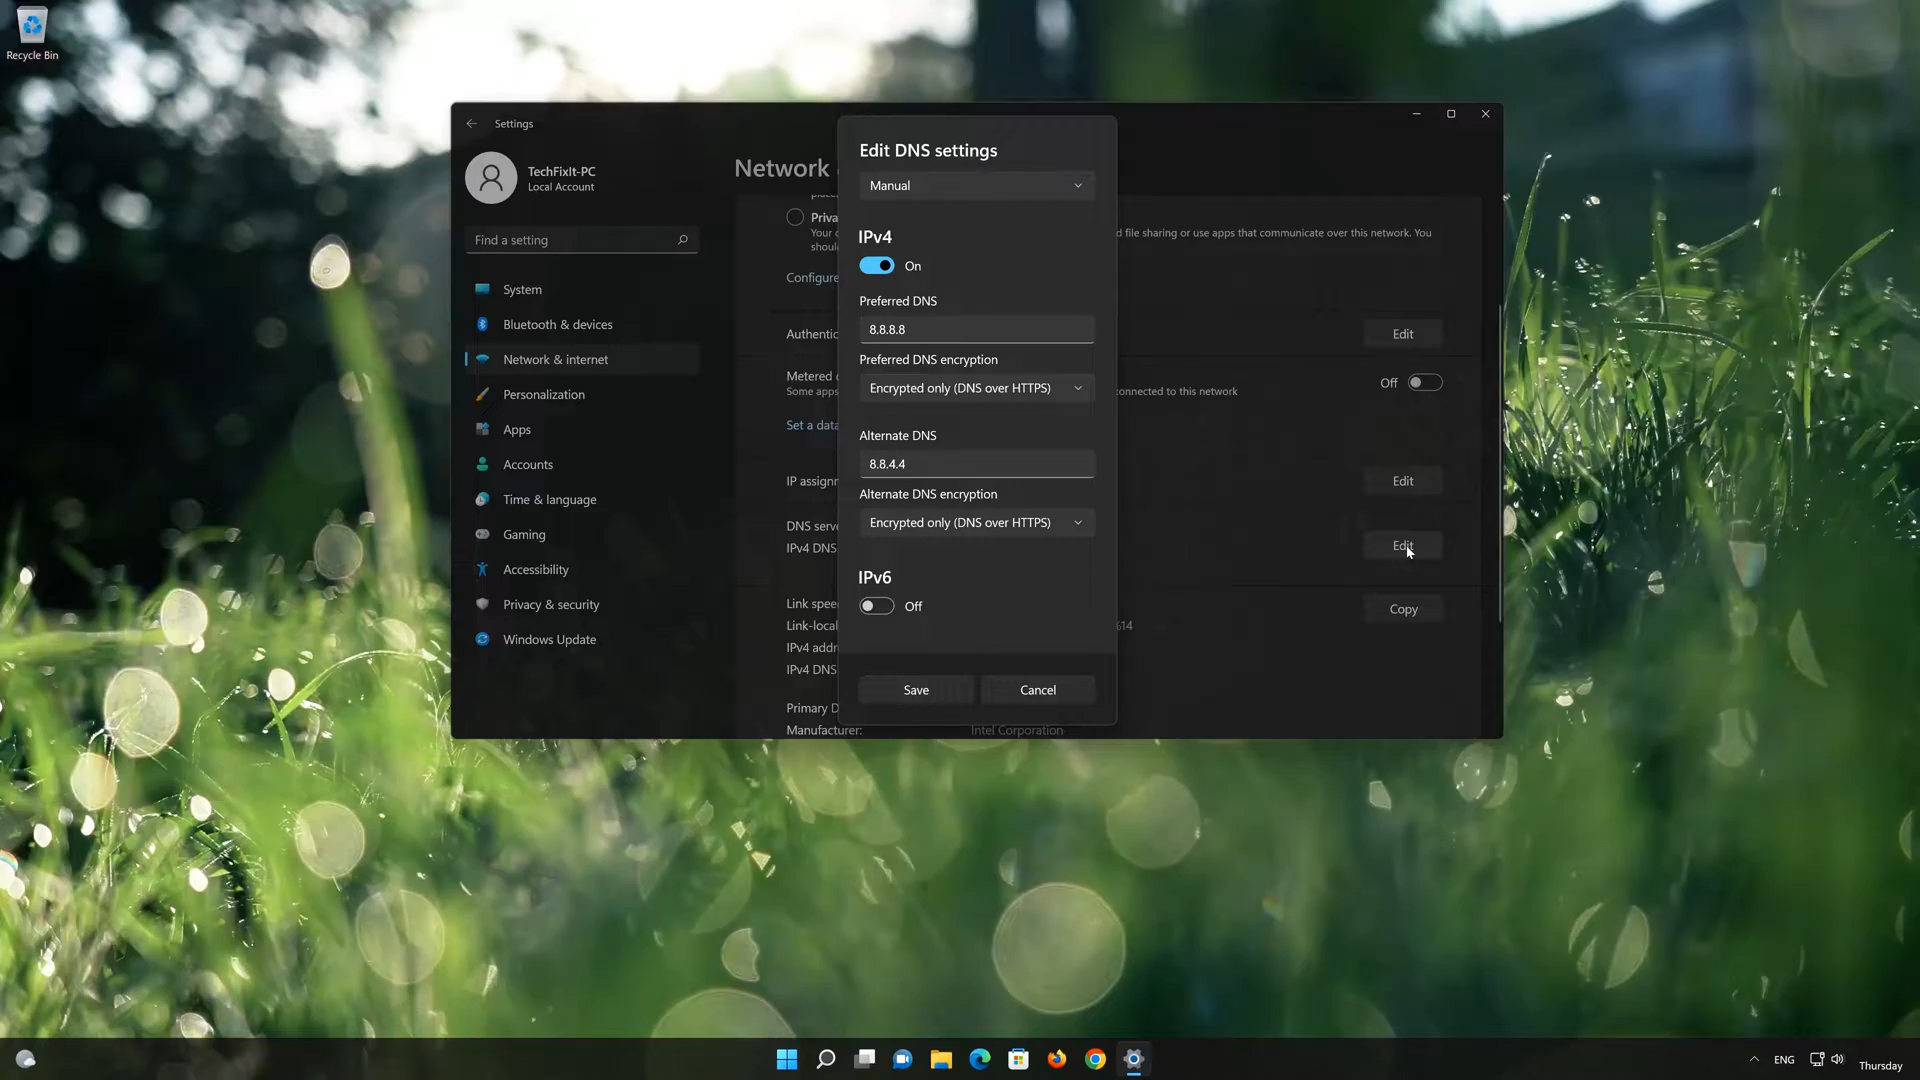 Recycle Bin
Settings
TechFixIt-PC
Local Account
Find a setting
System
Bluetooth & devices
Network & internet
Personalization
Apps
Accounts
Time & language
Gaming
Accessibility
Privacy & security
Windows Update
Network
Priva
Your
d file sharing or use apps that communicate over this network. You
shoul
Configure
Authentic
Edit
Metered
Off
Some apps
onnected to this network
Set a data
IP assignm
Edit
DNS serve
IPv4 DNS
Edit
Link spee
Copy
Link-local
614
IPv4 addr
IPv4 DNS
Primary D
Manufacturer:
Intel Corporation
Edit DNS settings
Manual
IPv4
On
Preferred DNS
8.8.8.8
Preferred DNS encryption
Encrypted only (DNS over HTTPS)
Alternate DNS
8.8.4.4
Alternate DNS encryption
Encrypted only (DNS over HTTPS)
IPv6
Off
Save
Cancel
ENG
Thursday